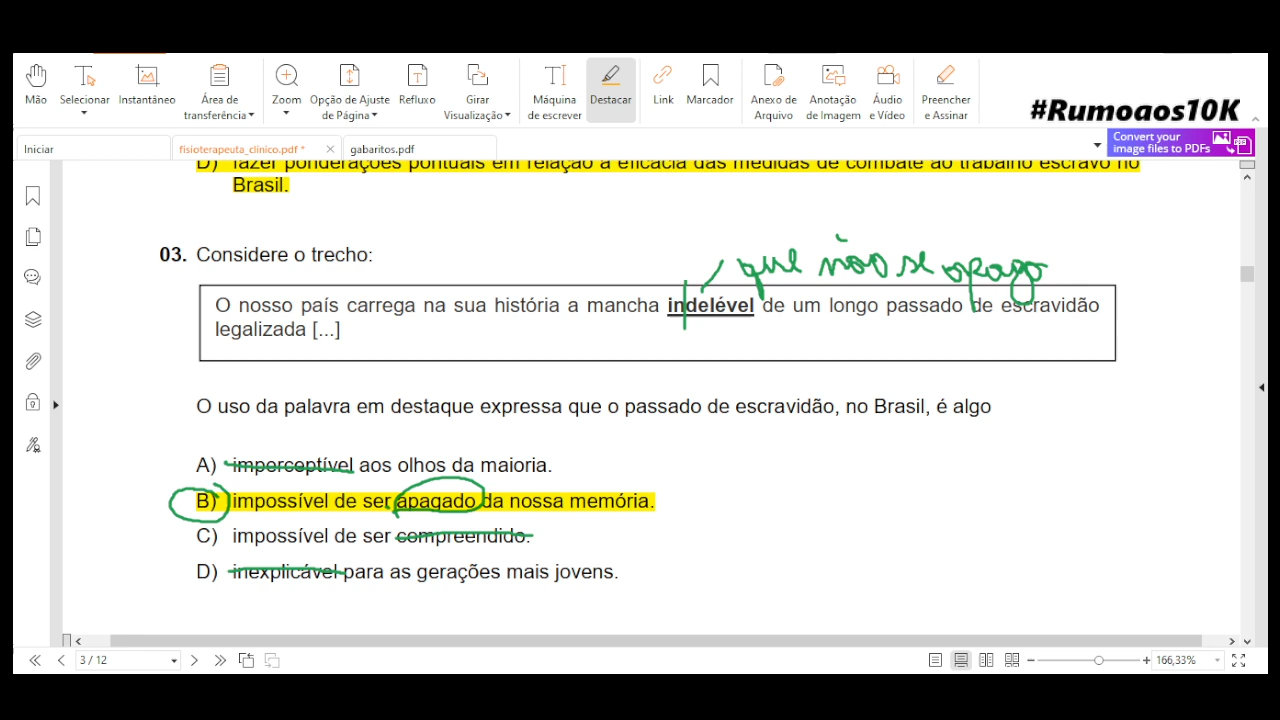 Mão
Selecionar
Instantâneo
Área de
transferência
Zoom
Opção de Ajuste
de Página
Refluxo
Girar
Visualização
Máquina
de escrever
Destacar
Link
Marcador
Anexo de
Arquivo
Anotação
de Imagem
Áudio
e Vídeo
Preencher
e Assinar
#Rumoaos10K
Iniciar
fisioterapeuta_clínico.pdf *
gabaritos.pdf
Convert your
image files to PDFs
D) fazer ponderações pontuais em relação à eficácia das medidas de combate ao trabalho escravo no
Brasil.
03. Considere o trecho:
que não se apaga
O nosso país carrega na sua história a mancha indelével de um longo passado de escravidão
legalizada [...]
O uso da palavra em destaque expressa que o passado de escravidão, no Brasil, é algo
A) imperceptível aos olhos da maioria.
B) impossível de ser apagado da nossa memória.
C) impossível de ser compreendido.
D) inexplicável para as gerações mais jovens.
3 / 12
166,33%